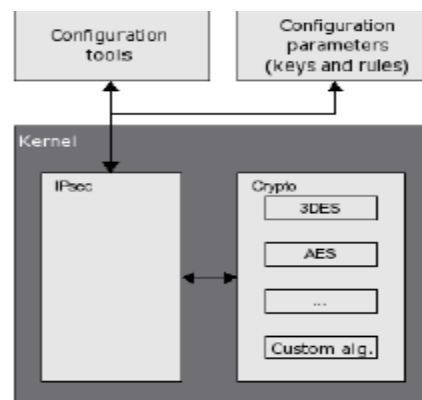 Configuration
tools
Configuration
parameters
(keys and rules)
Kernel
IPsec
Crypto
3DES
AES
...
Custom alg.